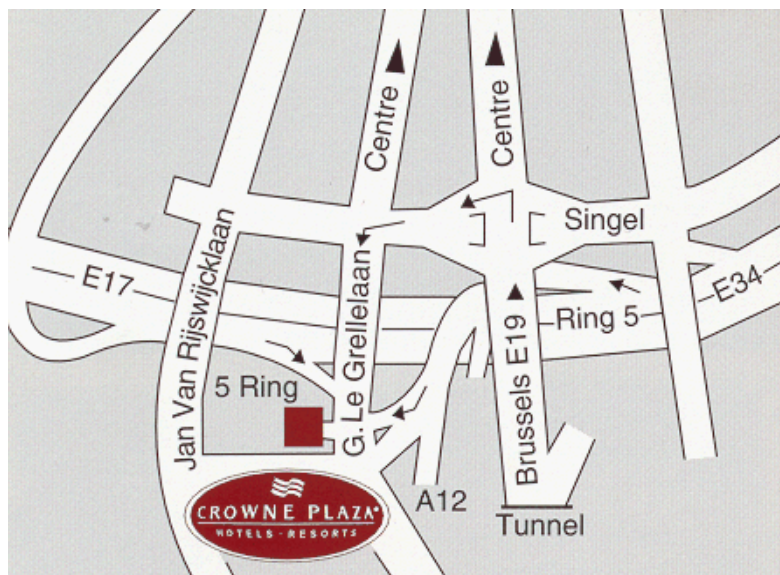 Centre
Centre
Singel
E17
Jan Van Rijswijcklaan
G. Le Grellelaan
Brussels E19
Ring 5
E34
5 Ring
A12
Tunnel
CROWNE PLAZA
HOTELS · RESORTS